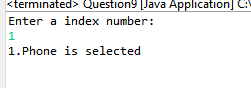 <terminated> Question9 [Java Application] C:\
Enter a index number:
1
1.Phone is selected